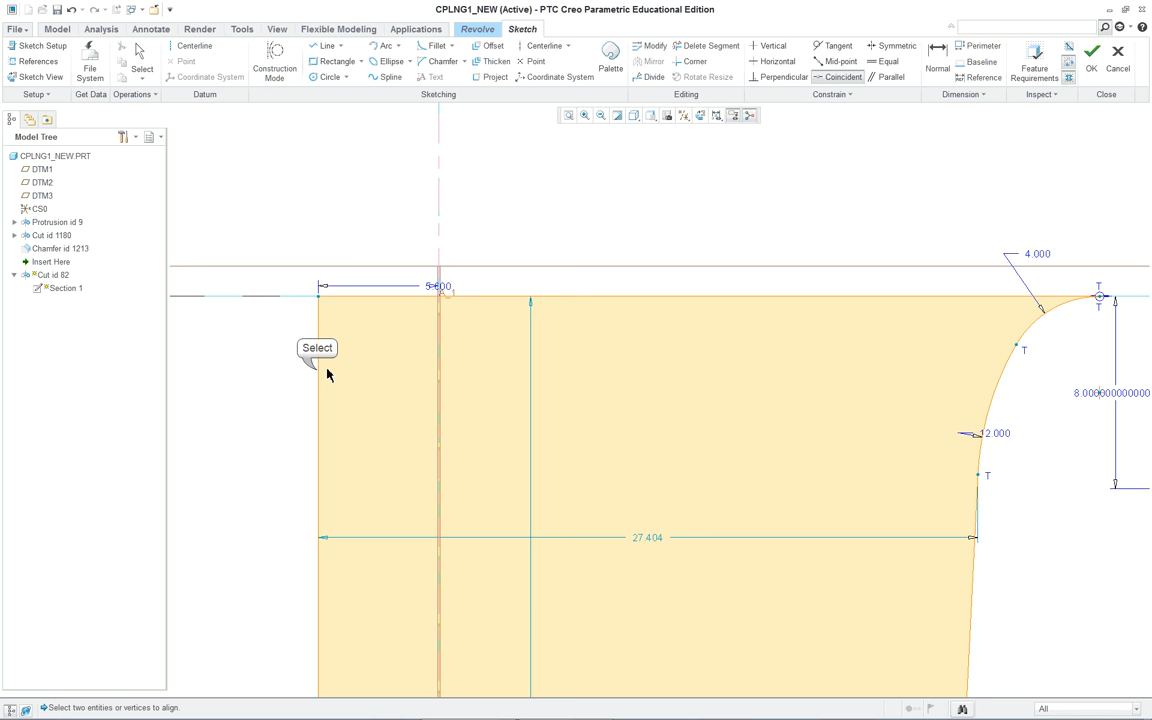 CPLNG1_NEW (Active) - PTC Creo Parametric Educational Edition
File Model Analysis Annotate Render Tools View Flexible Modeling Applications Revolve Sketch
Sketch Setup
References
Sketch View
Setup
File System
Get Data
Select
Operations
Centerline
Point
Coordinate System
Datum
Construction Mode
Line Arc Fillet Offset Centerline
Rectangle Ellipse Chamfer Thicken Point
Circle Spline Text Project Coordinate System
Palette
Sketching
Modify Delete Segment
Mirror Corner
Divide Rotate Resize
Editing
Vertical Tangent Symmetric
Horizontal Mid-point Equal
Perpendicular Coincident Parallel
Constrain
Normal
Perimeter
Baseline
Reference
Dimension
Feature Requirements
Inspect
OK Cancel
Close
Model Tree
CPLNG1_NEW.PRT
DTM1
DTM2
DTM3
CS0
Protrusion id 9
Cut id 1180
Chamfer id 1213
Insert Here
Cut id 82
Section 1
4.000
T
T
T
8.000000000000
12.000
T
27.404
Select
Select two entities or vertices to align.
All